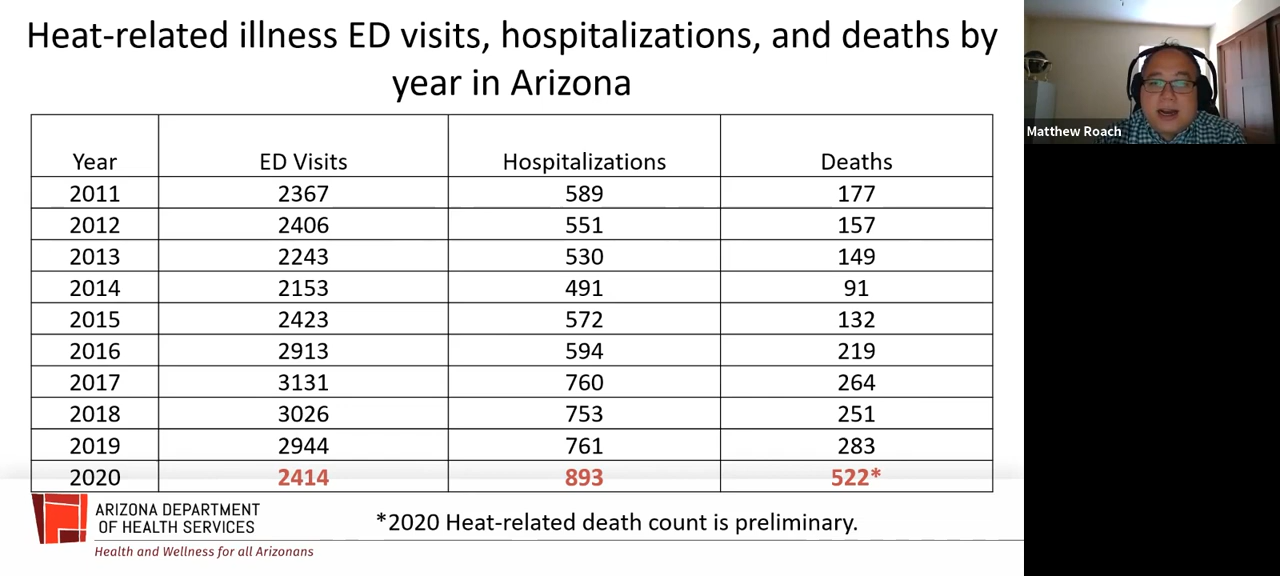 Heat-related illness ED visits, hospitalizations, and deaths by
year in Arizona
Year ED Visits Hospitalizations Deaths
2011 2367 589 177
2012 2406 551 157
2013 2243 530 149
2014 2153 491 91
2015 2423 572 132
2016 2913 594 219
2017 3131 760 264
2018 3026 753 251
2019 2944 761 283
2020 2414 893 522*
ARIZONA DEPARTMENT
OF HEALTH SERVICES
Health and Wellness for all Arizonans
*2020 Heat-related death count is preliminary.
Matthew Roach